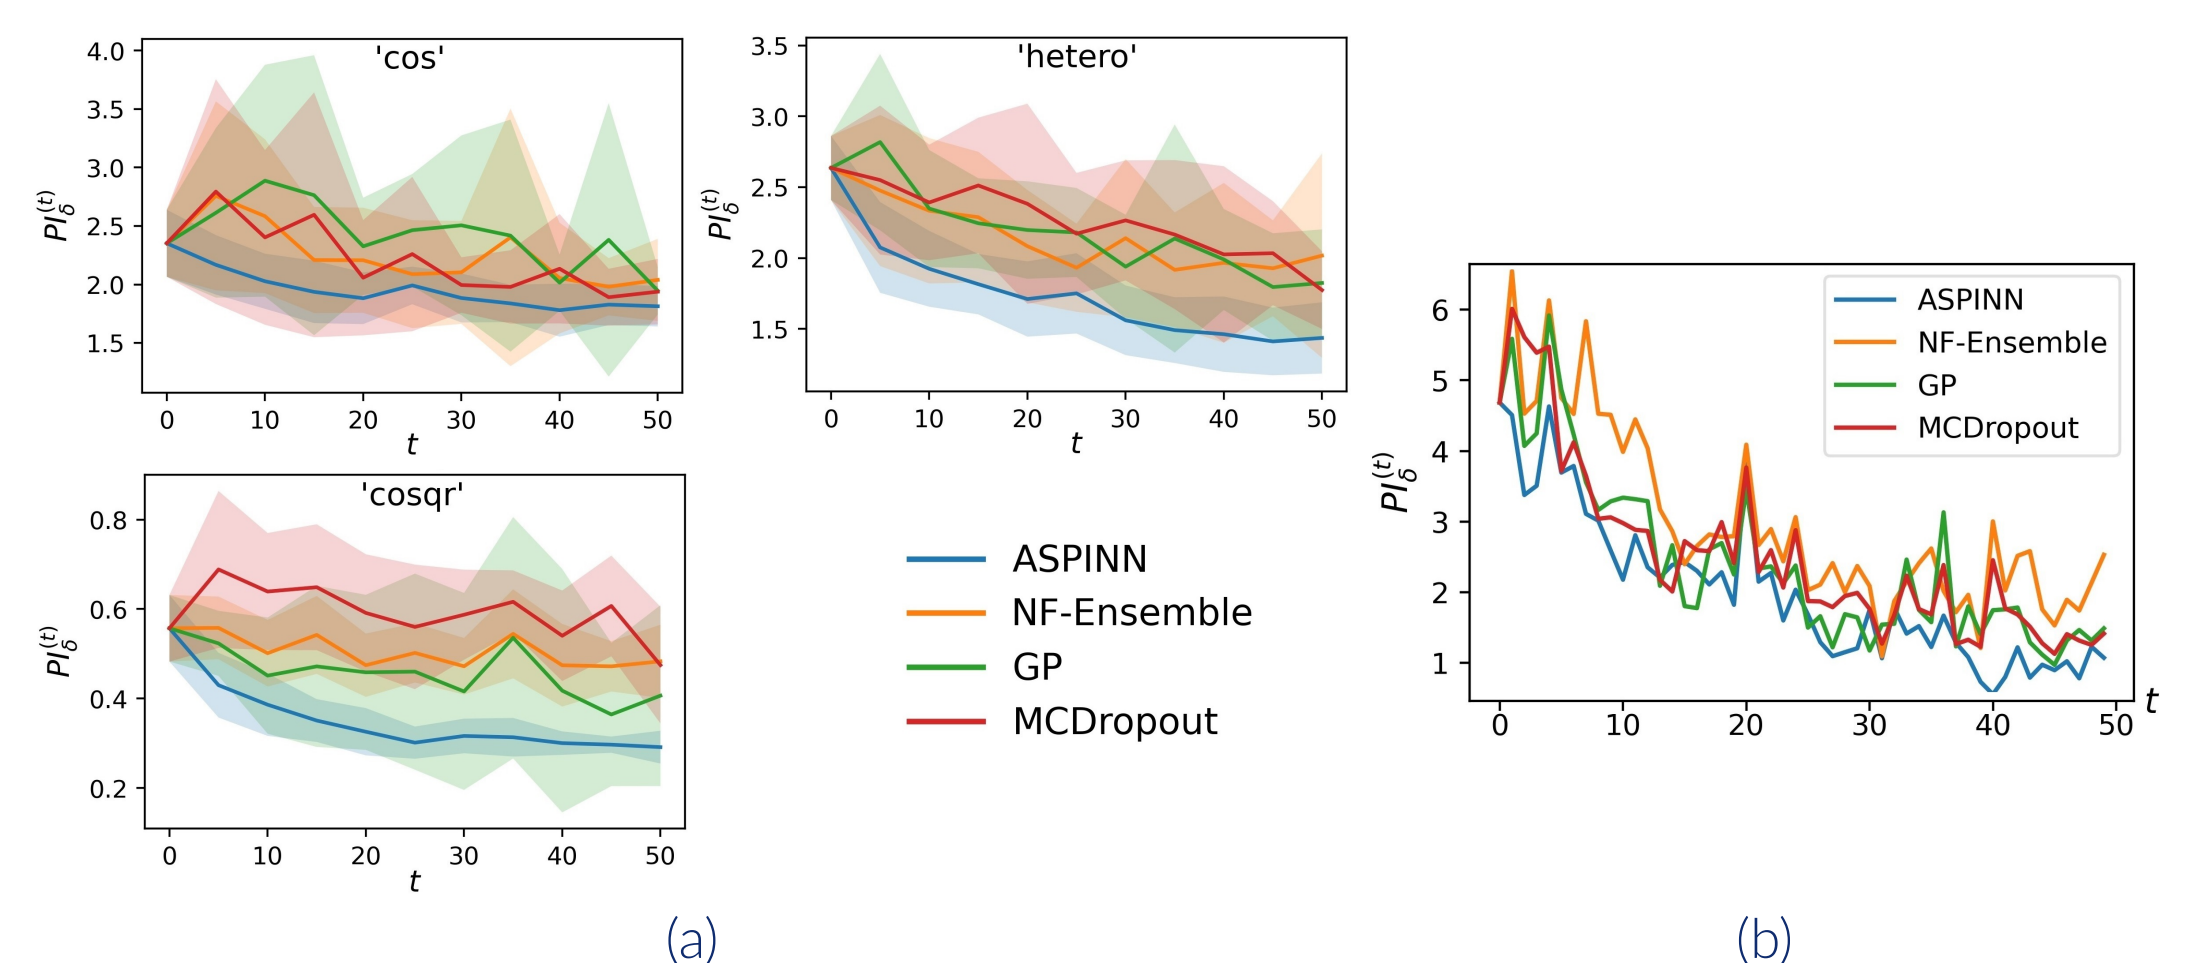 'cos'
4.0
3.5
3.0
2.5
2.0
1.5
PI_δ^(t)
0 10 20 30 40 50
t
'hetero'
3.5
3.0
2.5
2.0
1.5
PI_δ^(t)
0 10 20 30 40 50
t
'cosqr'
0.8
0.6
0.4
0.2
PI_δ^(t)
0 10 20 30 40 50
t
ASPINN
NF-Ensemble
GP
MCDropout
(a)
6
5
4
3
2
1
PI_δ^(t)
ASPINN
NF-Ensemble
GP
MCDropout
0 10 20 30 40 50
t
(b)